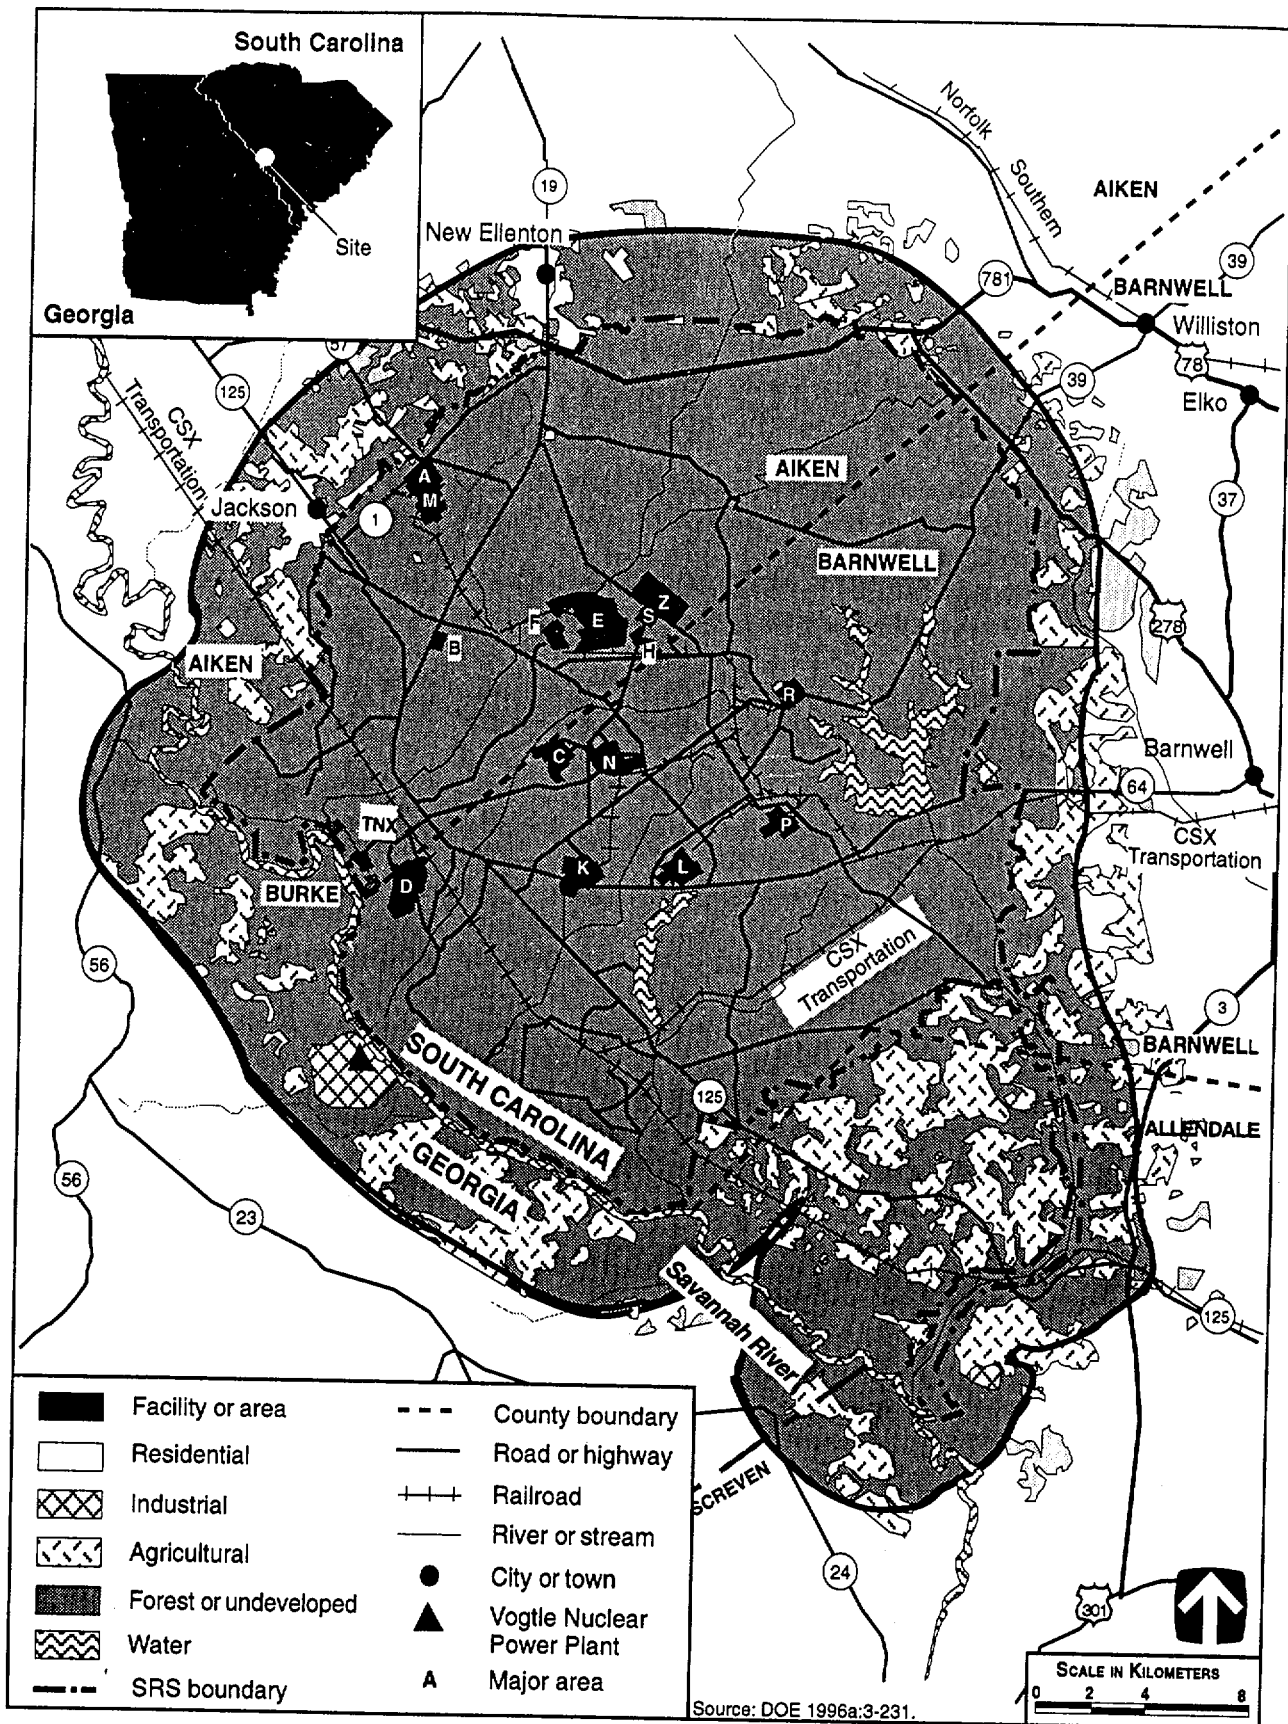 South Carolina
Site
Georgia
19
New Ellenton
Norfolk
Southern
AIKEN
39
781
BARNWELL
Williston
78
39
Elko
37
125
CSX
Transportation
Jackson
1
A
M
AIKEN
BARNWELL
278
Z
S
E
F
B
H
AIKEN
R
C
N
Barnwell
64
CSX
Transportation
TNX
P
K
L
D
BURKE
CSX
Transportation
56
3
BARNWELL
SOUTH CAROLINA
125
ALLENDALE
GEORGIA
56
23
Savannah River
125
SCREVEN
24
301
Facility or area
Residential
Industrial
Agricultural
Forest or undeveloped
Water
SRS boundary
County boundary
Road or highway
Railroad
River or stream
City or town
Vogtle Nuclear
Power Plant
A Major area
SCALE IN KILOMETERS
0 2 4 8
Source: DOE 1996a:3-231.